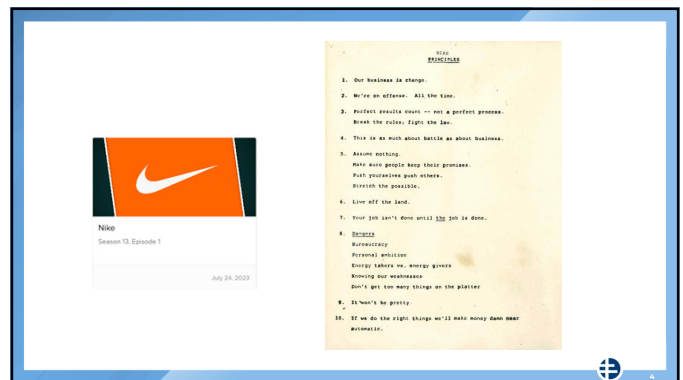 Nike
Season 13, Episode 1
July 24, 2023
NIKE
PRINCIPLES
1. Our business is change.
2. We're on offense. All the time.
3. Perfect results count -- not a perfect process.
Break the rules; fight the law.
4. This is as much about battle as about business.
5. Assume nothing.
Make sure people keep their promises.
Push yourselves push others.
Stretch the possible.
6. Live off the land.
7. Your job isn't done until the job is done.
8. Dangers
Bureaucracy
Personal ambition
Energy takers vs. energy givers
Knowing our weaknesses
Don't get too many things on the platter
9. It won't be pretty.
10. If we do the right things we'll make money damn near
automatic.
4